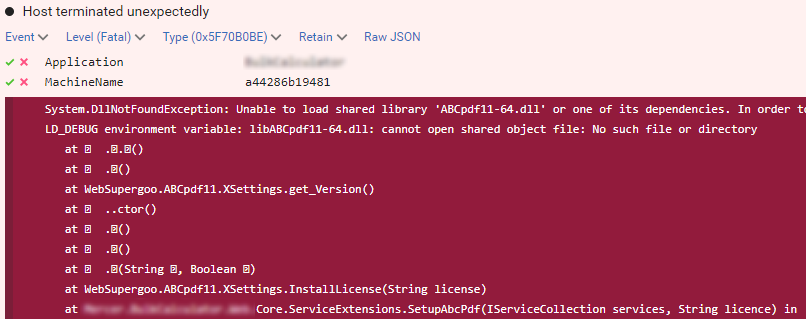 Host terminated unexpectedly
Event Level (Fatal) Type (0x5F70B0BE) Retain Raw JSON
Application
MachineName a44286b19481
System.DllNotFoundException: Unable to load shared library 'ABCpdf11-64.dll' or one of its dependencies. In order to
LD_DEBUG environment variable: libABCpdf11-64.dll: cannot open shared object file: No such file or directory
at . . ()
at . ()
at WebSupergoo.ABCpdf11.XSettings.get_Version()
at ..ctor()
at . ()
at . ()
at . (String , Boolean )
at WebSupergoo.ABCpdf11.XSettings.InstallLicense(String license)
at Core.ServiceExtensions.SetupAbcPdf(IServiceCollection services, String licence) in